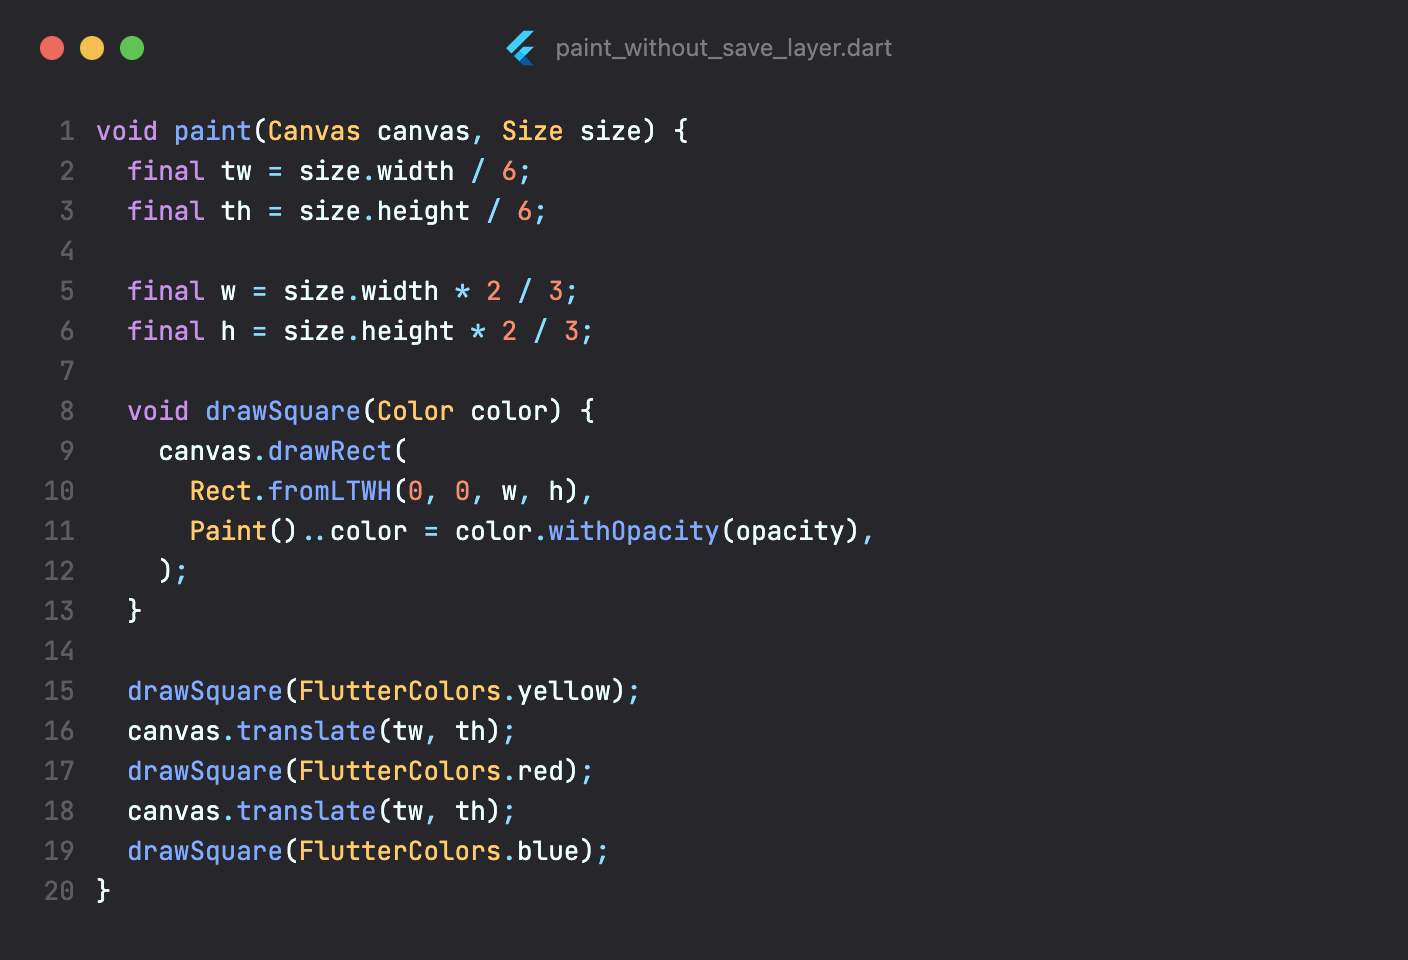 paint_without_save_layer.dart
1 void paint(Canvas canvas, Size size) {
2   final tw = size.width / 6;
3   final th = size.height / 6;
4
5   final w = size.width * 2 / 3;
6   final h = size.height * 2 / 3;
7
8   void drawSquare(Color color) {
9     canvas.drawRect(
10       Rect.fromLTWH(0, 0, w, h),
11       Paint()..color = color.withOpacity(opacity),
12     );
13   }
14
15   drawSquare(FlutterColors.yellow);
16   canvas.translate(tw, th);
17   drawSquare(FlutterColors.red);
18   canvas.translate(tw, th);
19   drawSquare(FlutterColors.blue);
20 }